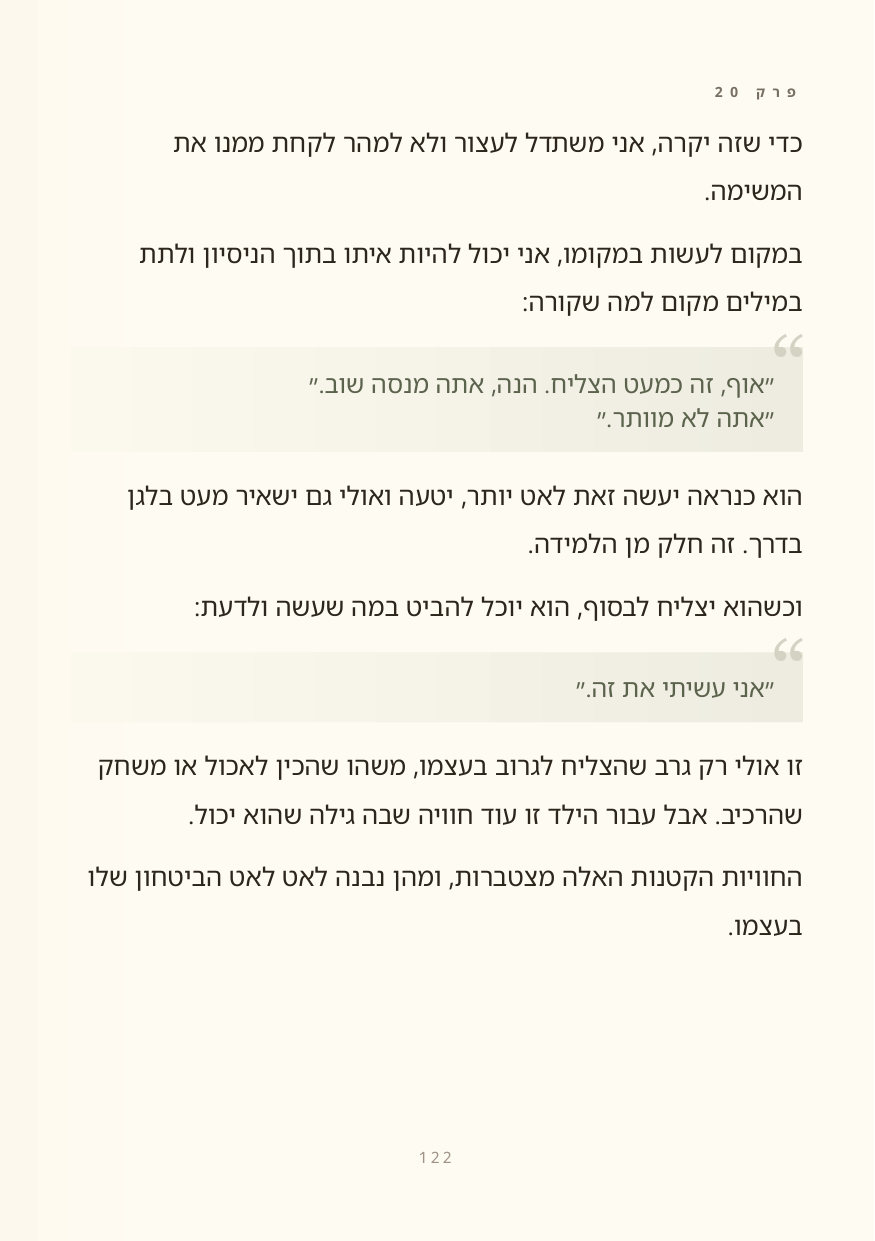 פרק 20
כדי שזה יקרה, אני משתדל לעצור ולא למהר לקחת ממנו את
המשימה.
במקום לעשות במקומו, אני יכול להיות איתו בתוך הניסיון ולתת
במילים מקום למה שקורה:
“
״אוף, זה כמעט הצליח. הנה, אתה מנסה שוב.״
״אתה לא מוותר.״
הוא כנראה יעשה זאת לאט יותר, יטעה ואולי גם ישאיר מעט בלגן
בדרך. זה חלק מן הלמידה.
וכשהוא יצליח לבסוף, הוא יוכל להביט במה שעשה ולדעת:
“
״אני עשיתי את זה.״
זו אולי רק גרב שהצליח לגרוב בעצמו, משהו שהכין לאכול או משחק
שהרכיב. אבל עבור הילד זו עוד חוויה שבה גילה שהוא יכול.
החוויות הקטנות האלה מצטברות, ומהן נבנה לאט לאט הביטחון שלו
בעצמו.
122